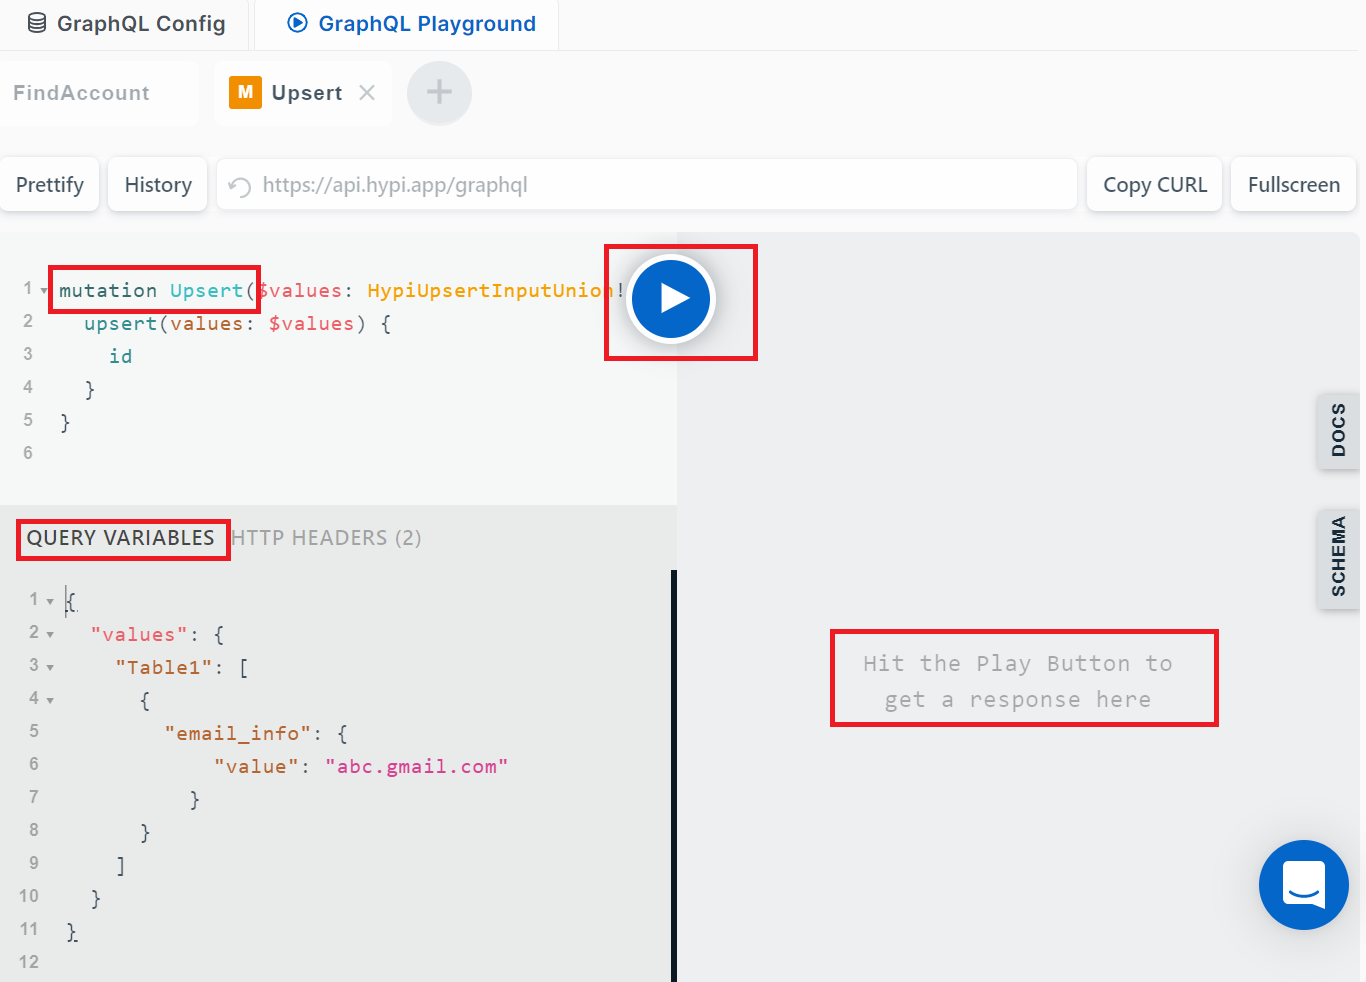 GraphQL Config GraphQL Playground
FindAccount M Upsert
Prettify History https://api.hypi.app/graphql Copy CURL Fullscreen
1 mutation Upsert($values: HypiUpsertInputUnion!
2 upsert(values: $values) {
3 id
4 }
5 }
6
DOCS
SCHEMA
QUERY VARIABLES HTTP HEADERS (2)
1 {
2 "values": {
3 "Table1": [
4 {
5 "email_info": {
6 "value": "abc.gmail.com"
7 }
8 }
9 ]
10 }
11 }
12
Hit the Play Button to
get a response here